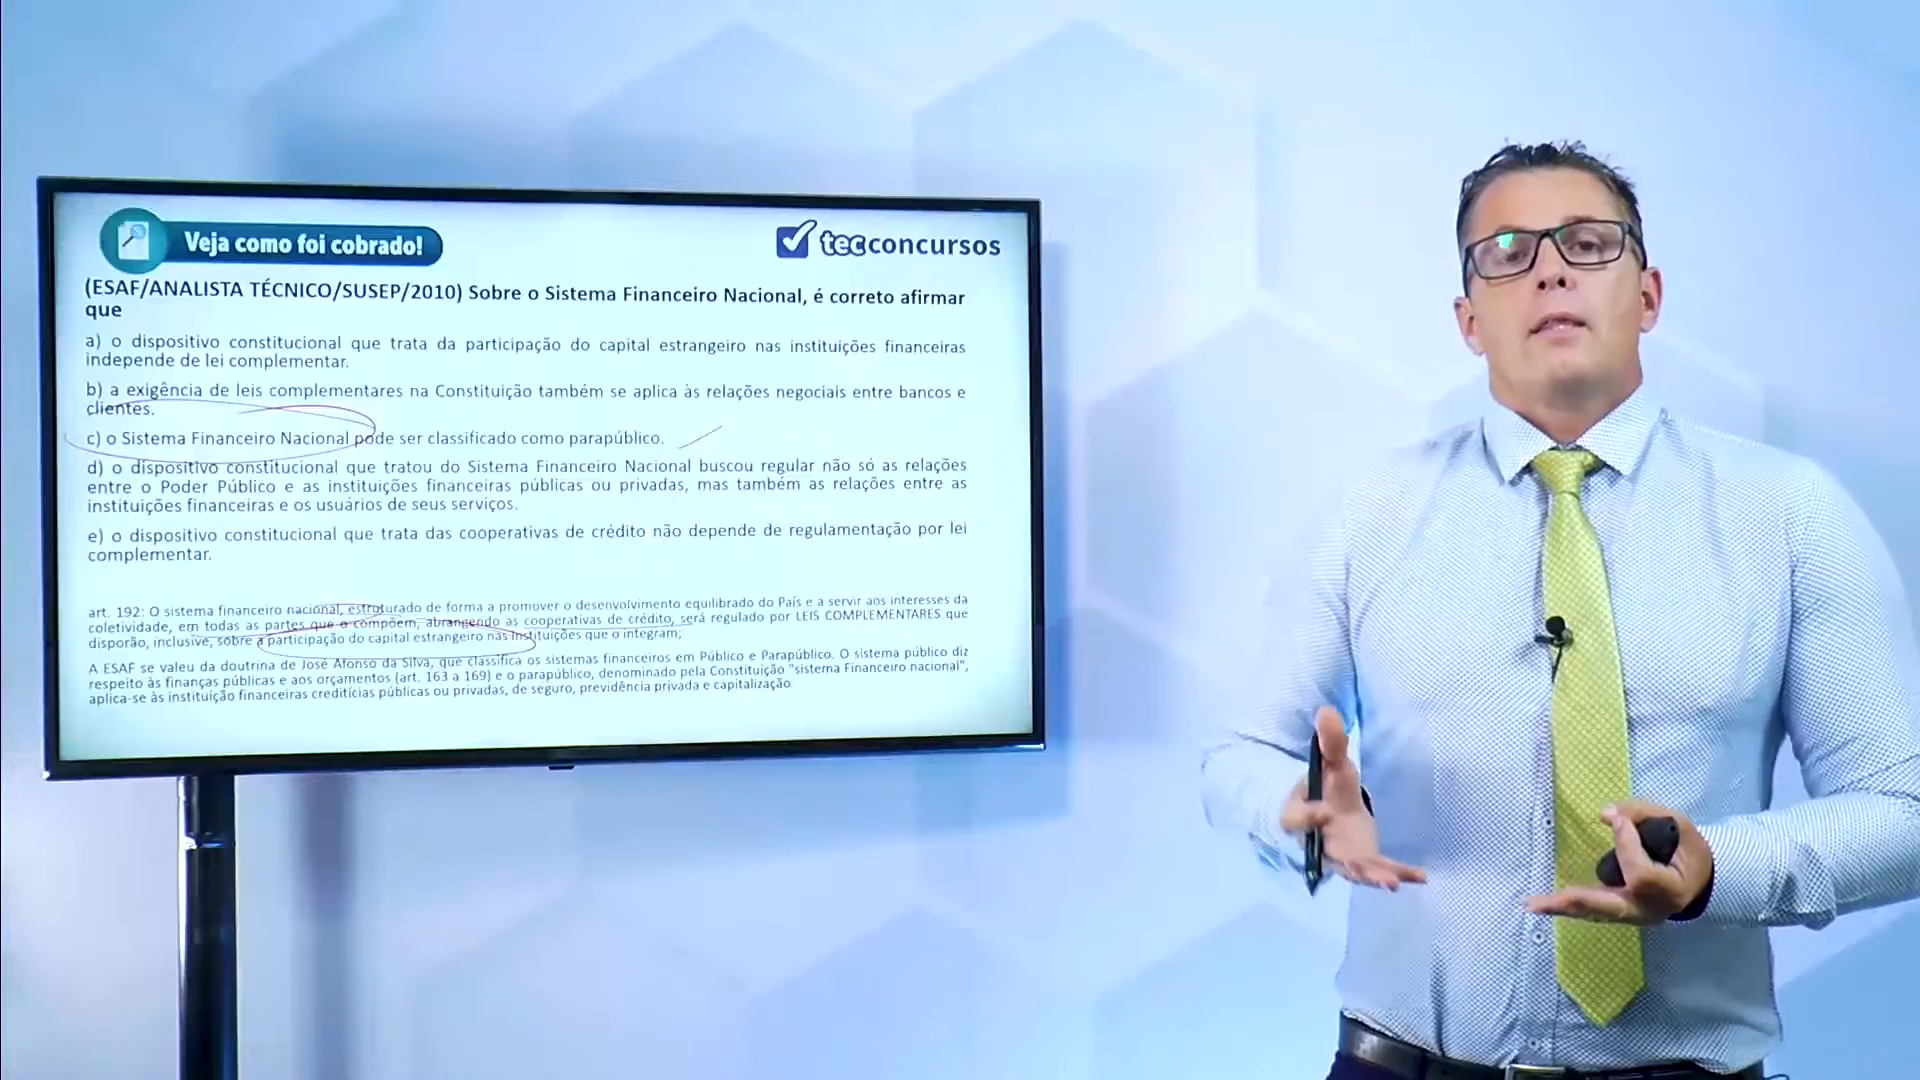 Veja como foi cobrado!
tecconcursos
(ESAF/ANALISTA TÉCNICO/SUSEP/2010) Sobre o Sistema Financeiro Nacional, é correto afirmar
que
a) o dispositivo constitucional que trata da participação do capital estrangeiro nas instituições financeiras
independe de lei complementar.
b) a exigência de leis complementares na Constituição também se aplica às relações negociais entre bancos e
clientes.
c) o Sistema Financeiro Nacional pode ser classificado como parapúblico.
d) o dispositivo constitucional que tratou do Sistema Financeiro Nacional buscou regular não só as relações
entre o Poder Público e as instituições financeiras públicas ou privadas, mas também as relações entre as
instituições financeiras e os usuários de seus serviços.
e) o dispositivo constitucional que trata das cooperativas de crédito não depende de regulamentação por lei
complementar.
art. 192: O sistema financeiro nacional, estruturado de forma a promover o desenvolvimento equilibrado do País e a servir aos interesses da
coletividade, em todas as partes que o compõem, abrangendo as cooperativas de crédito, será regulado por LEIS COMPLEMENTARES que
disporão, inclusive, sobre a participação do capital estrangeiro nas instituições que o integram;
A ESAF se valeu da doutrina de José Afonso da Silva, que classifica os sistemas financeiros em Público e Parapúblico. O sistema público diz
respeito às finanças públicas e aos orçamentos (art. 163 a 169) e o parapúblico, denominado pela Constituição "sistema Financeiro nacional",
aplica-se às instituição financeiras creditícias públicas ou privadas, de seguro, previdência privada e capitalização